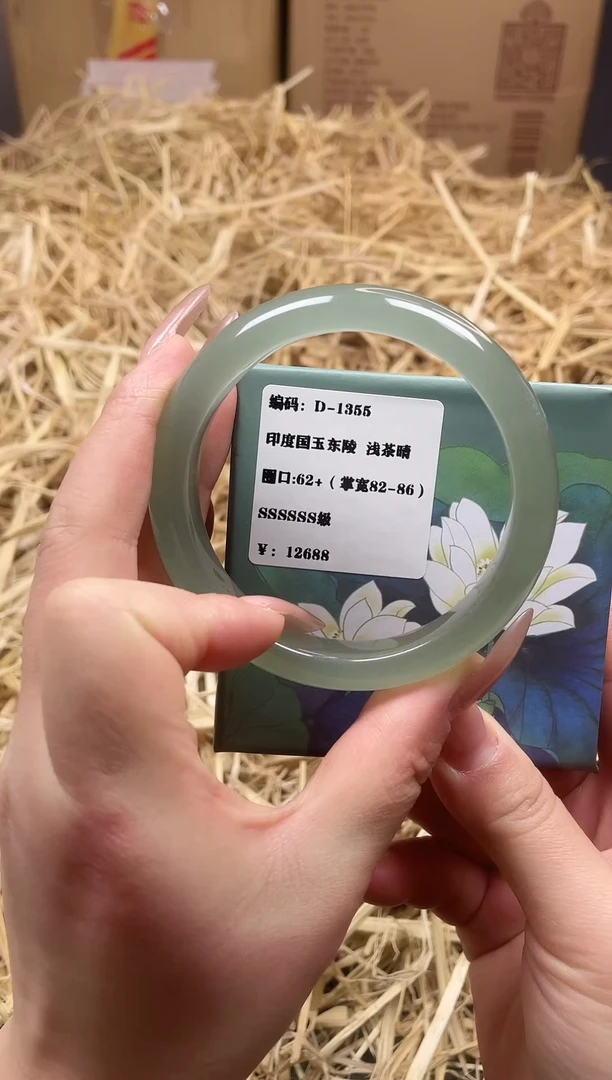 编码: D-1355
印度国玉东陵 浅茶晴
圈口:62+ (掌宽82-86)
SSSSSS级
¥: 12688